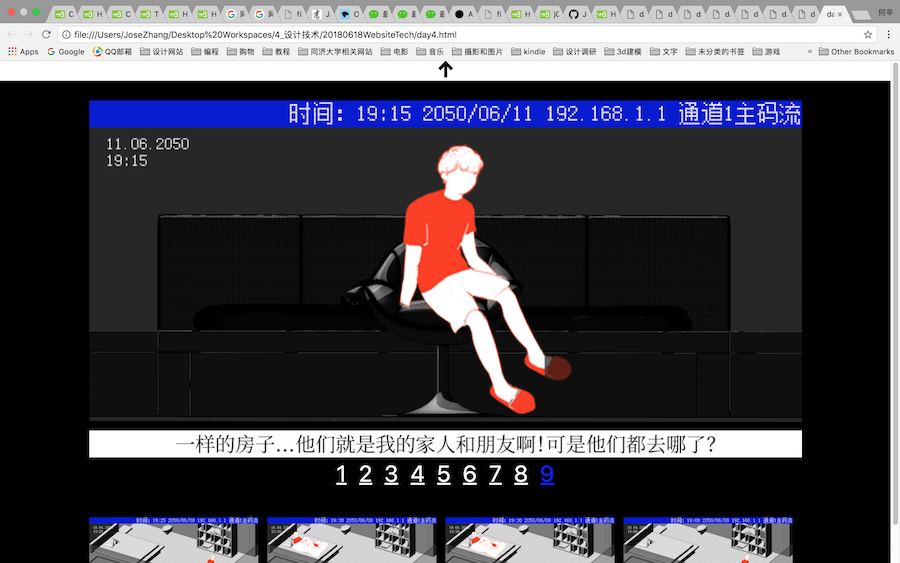 何幸
file:///Users/JoseZhang/Desktop%20Workspaces/4_设计技术/20180618WebsiteTech/day4.html
Apps Google QQ邮箱 设计网站 编程 购物 教程 同济大学相关网站 电影 音乐 摄影和图片 kindle 设计调研 3d建模 文字 未分类的书签 游戏 » Other Bookmarks
时间: 19:15 2050/06/11 192.168.1.1 通道1主码流
11.06.2050
19:15
一样的房子...他们就是我的家人和朋友啊!可是他们都去哪了?
1 2 3 4 5 6 7 8 9
时间: 19:25 2050/06/08 192.168.1.1 通道1主码流 时间: 19:30 2050/06/08 192.168.1.1 通道1主码流 时间: 19:30 2050/06/08 192.168.1.1 通道1主码流 时间: 19:00 2050/06/08 192.168.1.1 通道1主码流